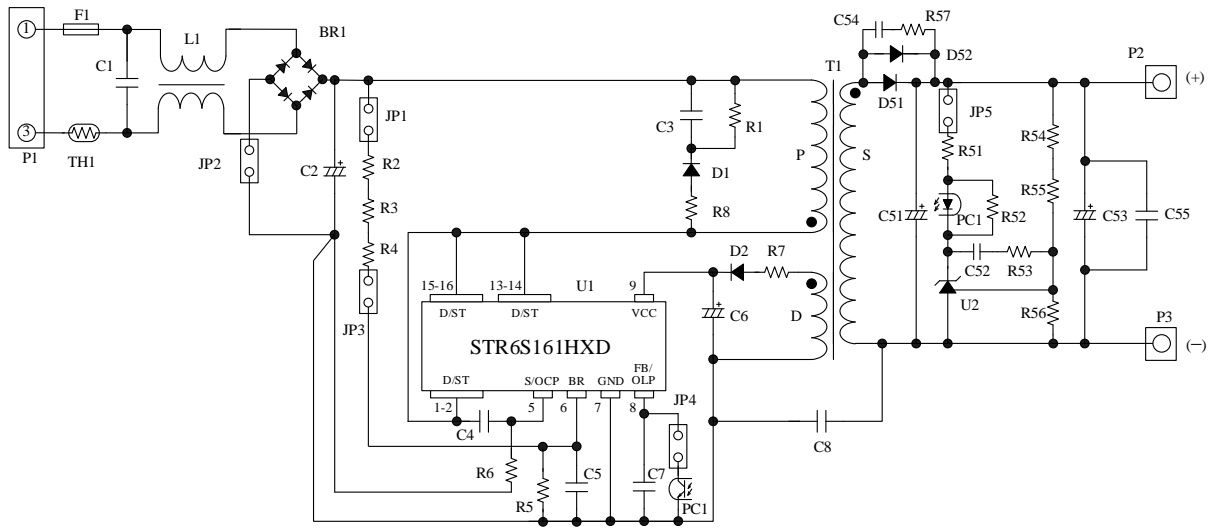 C54
R57
1
F1
L1
BR1
D52
P2
T1
(+)
C1
D51
JP1
C3
R1
JP5
R54
3
P1
TH1
JP2
C2
R2
D1
P
S
R51
R3
R8
C51
PC1
R52
R55
C53
C55
R4
D2
R7
C52
R53
15-16
13-14
U1
9
D/ST
D/ST
VCC
C6
D
U2
R56
P3
(−)
JP3
STR6S161HXD
D/ST
S/OCP
BR
GND
FB/
OLP
1-2
5
6
7
8
JP4
C4
C8
R6
R5
C5
C7
PC1